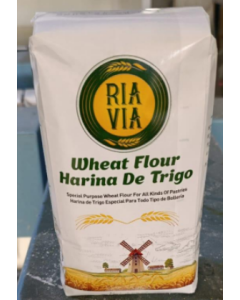 RIA
VIA
Wheat Flour
Harina De Trigo
Special Purpose Wheat Flour For All Kinds Of Pastries
Harina de Trigo Especial Para Todo Tipo de Bollería